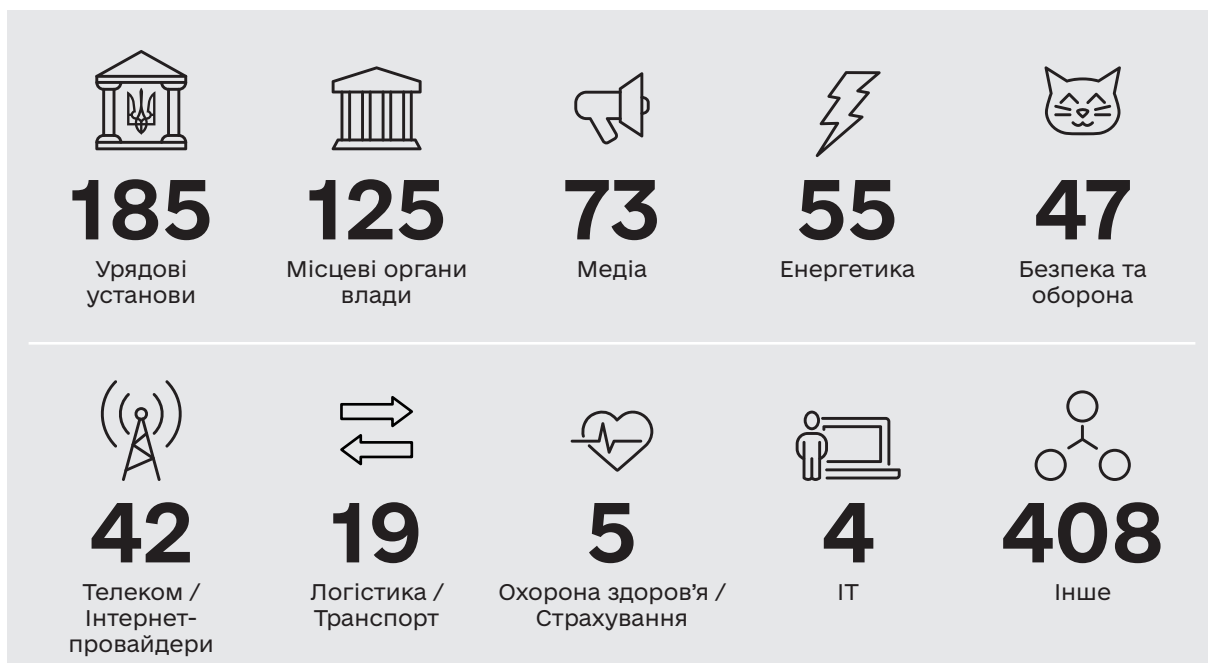 185
Урядові
установи
125
Місцеві органи
влади
73
Медіа
55
Енергетика
47
Безпека та
оборона
42
Телеком /
Інтернет-
провайдери
19
Логістика /
Транспорт
5
Охорона здоров’я /
Страхування
4
ІТ
408
Інше